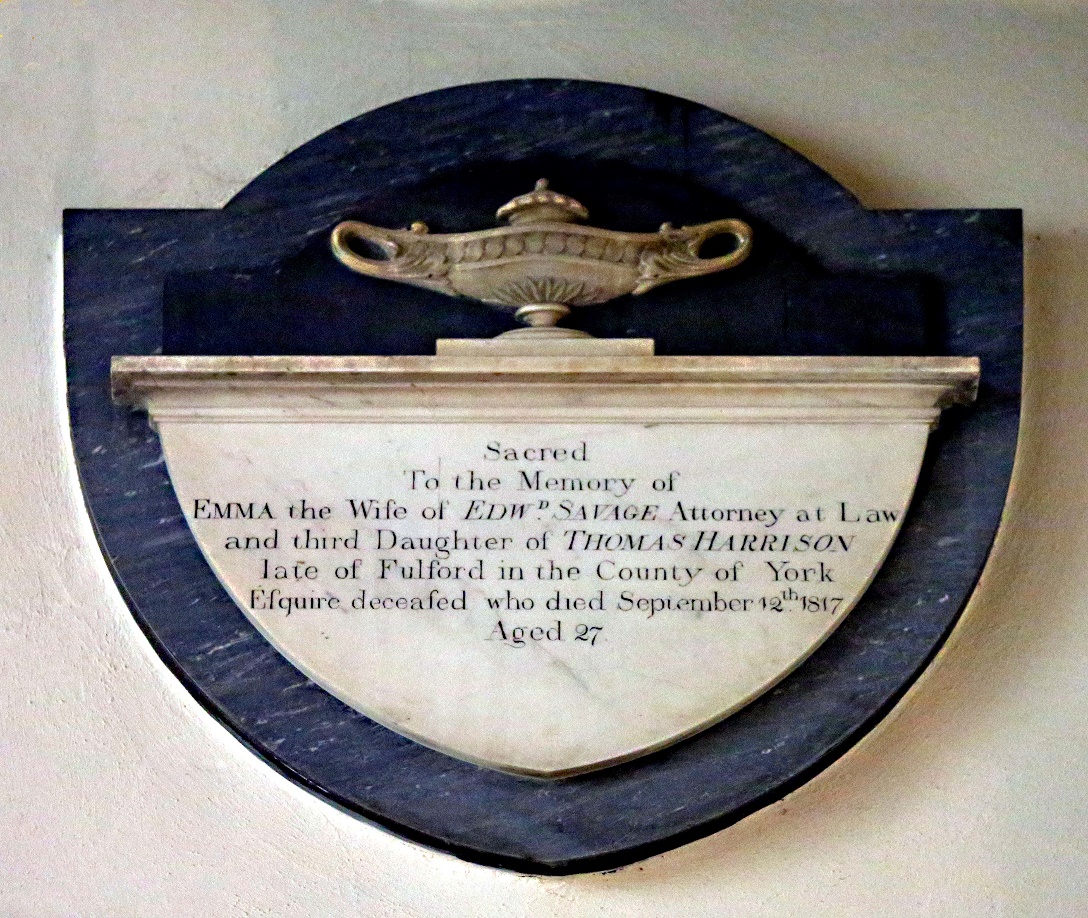 Sacred
To the Memory of
EMMA the Wife of EDWᴰ. SAVAGE Attorney at Law
and third Daughter of THOMAS HARRISON
late of Fulford in the County of York
Eſquire deceaſed who died September 12th. 1817
Aged 27